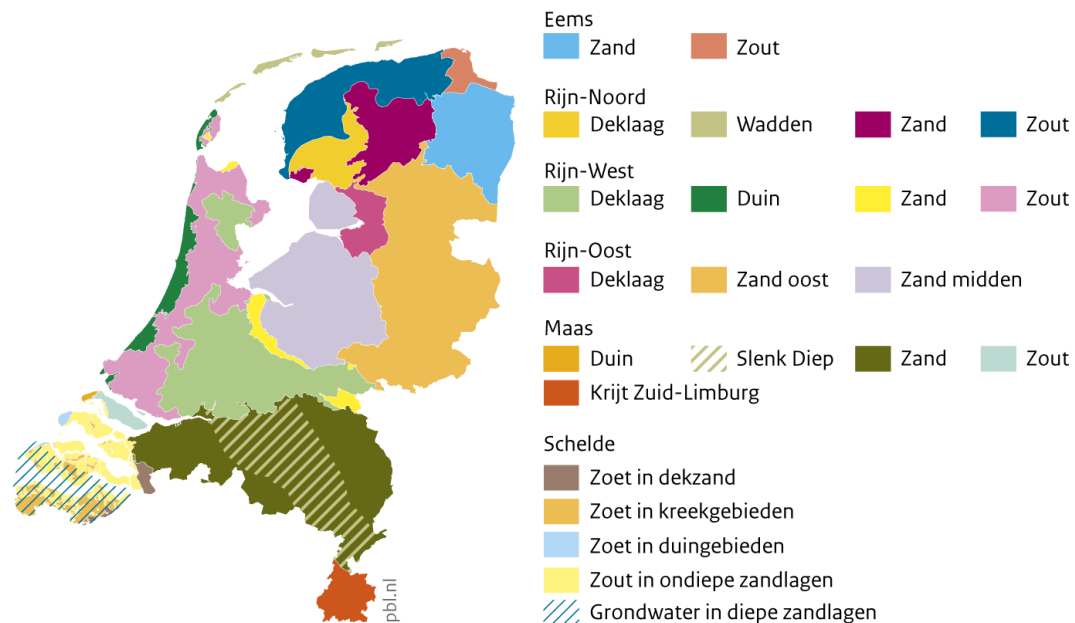 Eems
Zand Zout
Rijn-Noord
Deklaag Wadden Zand Zout
Rijn-West
Deklaag Duin Zand Zout
Rijn-Oost
Deklaag Zand oost Zand midden
Maas
Duin Slenk Diep Zand Zout
Krijt Zuid-Limburg
Schelde
Zoet in dekzand
Zoet in kreekgebieden
Zoet in duingebieden
Zout in ondiepe zandlagen
Grondwater in diepe zandlagen
pbl.nl